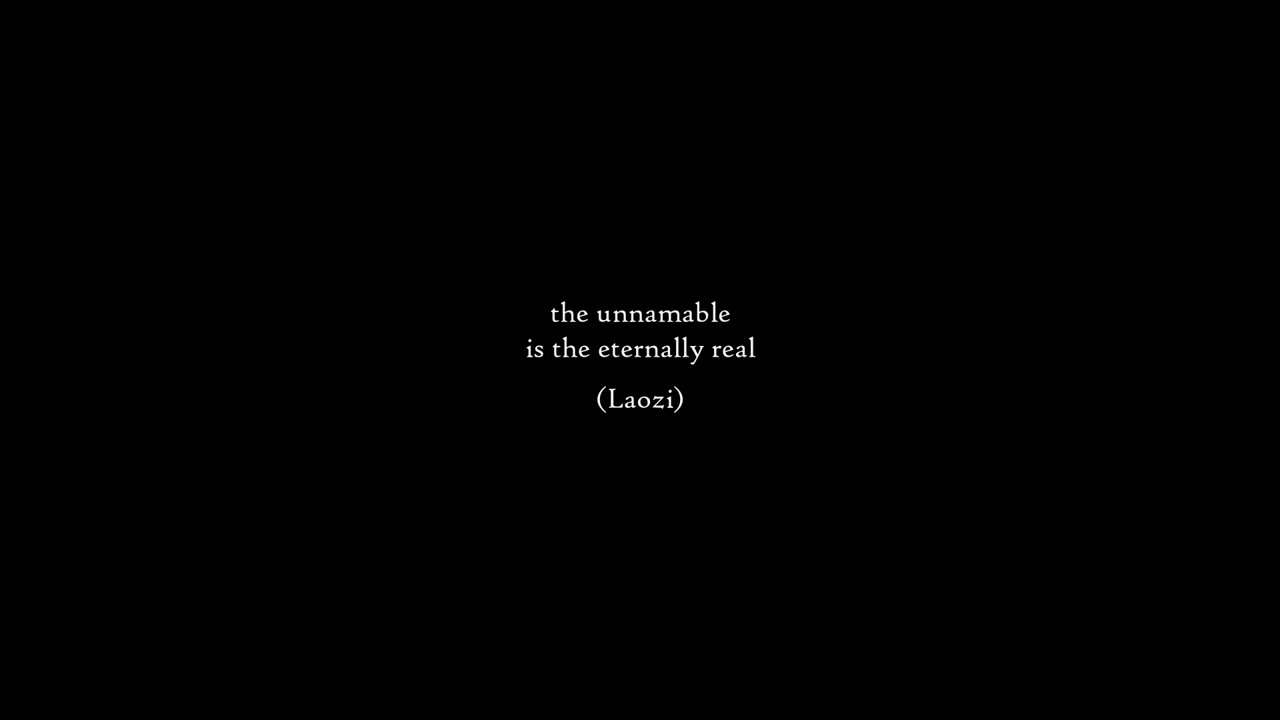 the unnamable
is the eternally real
(Laozi)